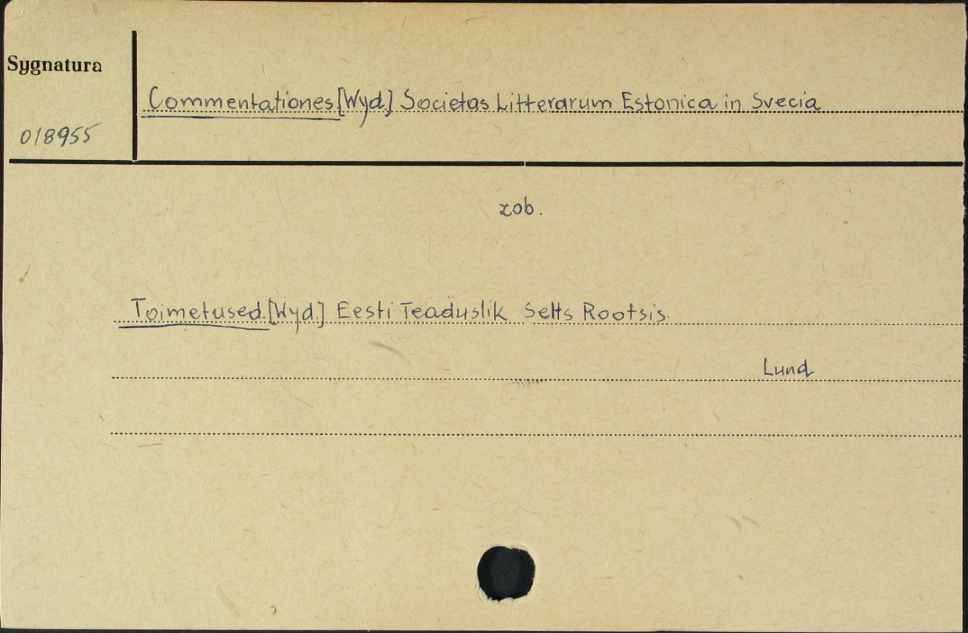 Sygnatura
Commentationes [Wyd.] Societas Litterarum Estonica in Svecia
018955
zob.
Toimetused. [Wyd.] Eesti Teaduslik Selts Rootsis.
Lund